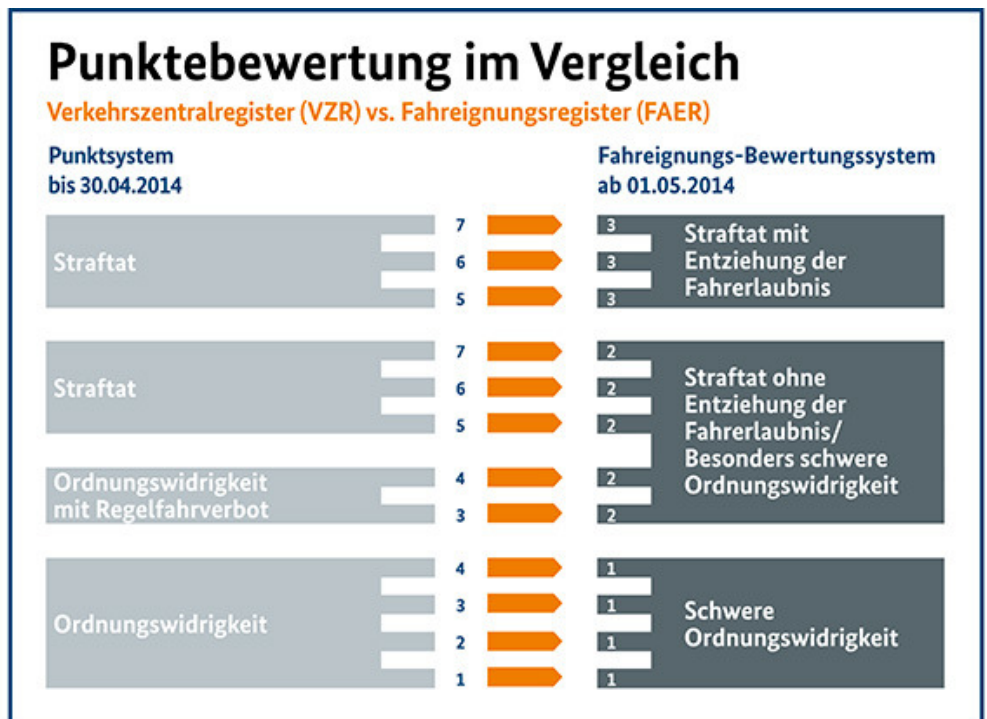 Punktebewertung im Vergleich
Verkehrszentralregister (VZR) vs. Fahreignungsregister (FAER)
Punktsystem
bis 30.04.2014
Fahreignungs-Bewertungssystem
ab 01.05.2014
Straftat
7
6
5
3
3
3
Straftat mit
Entziehung der
Fahrerlaubnis
Straftat
7
6
5
Ordnungswidrigkeit
mit Regelfahrverbot
4
3
2
2
2
2
2
Straftat ohne
Entziehung der
Fahrerlaubnis/
Besonders schwere
Ordnungswidrigkeit
Ordnungswidrigkeit
4
3
2
1
1
1
1
1
Schwere
Ordnungswidrigkeit